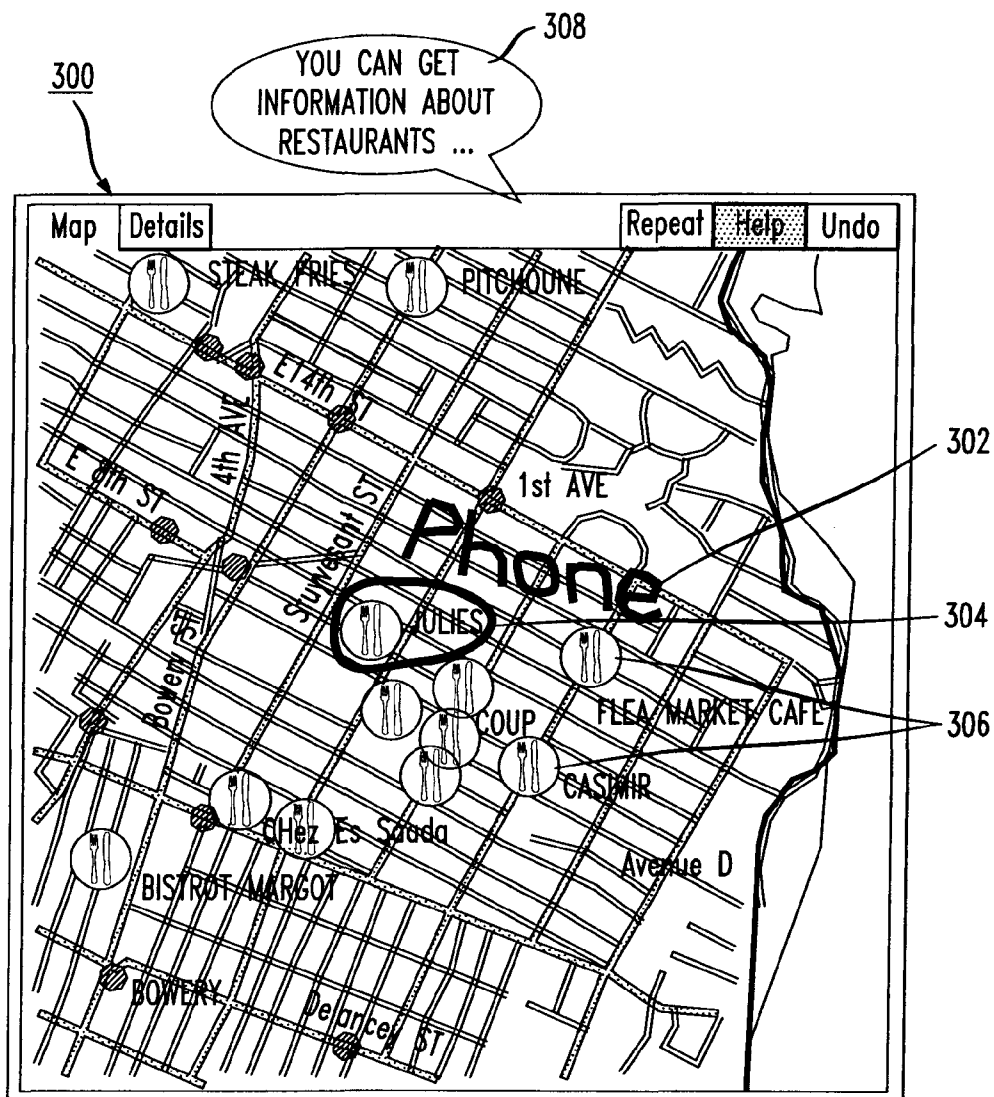 308
YOU CAN GET
INFORMATION ABOUT
RESTAURANTS ...
300
Map Details Repeat Help Undo
STEAK FRIES PITCHOUNE
E14th ST
4th AVE
E 8th ST
1st AVE
302
Stuyvesant ST
Phone
JULIES
304
Bowery ST
FLEA MARKET CAFE
COUP
306
CASIMIR
CHez Es Saada
Avenue D
BISTROT MARGOT
BOWERY
Delancey ST